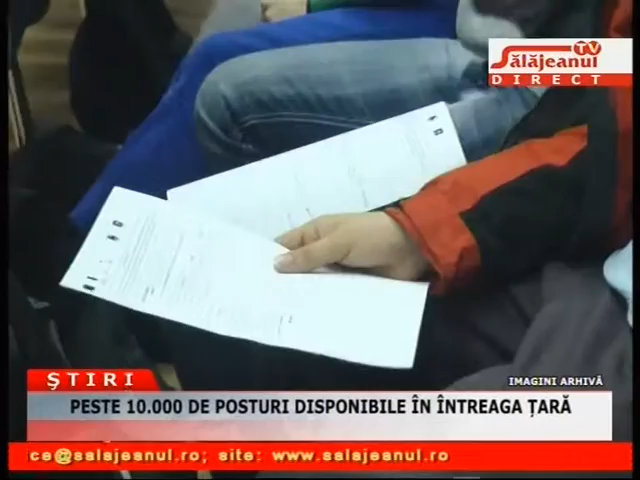 Sălăjeanul TV
DIRECT
ŞTIRI
IMAGINI ARHIVĂ
PESTE 10.000 DE POSTURI DISPONIBILE ÎN ÎNTREAGA ȚARĂ
ce@salajeanul.ro; site: www.salajeanul.ro